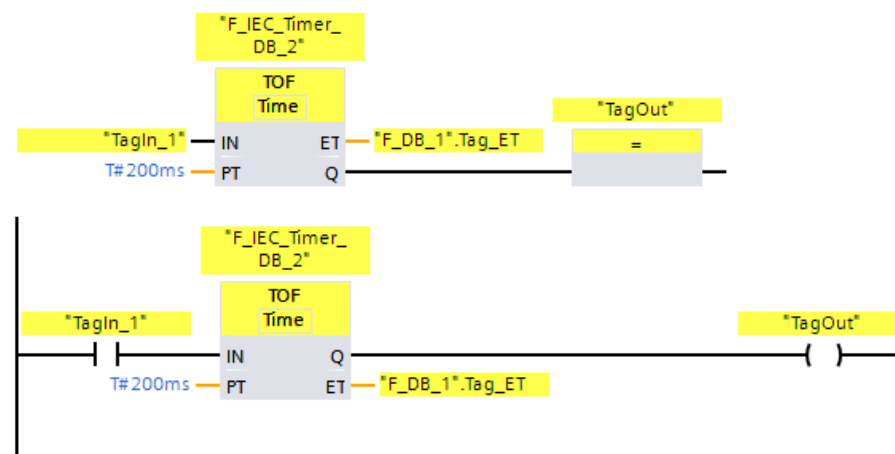 "F_IEC_Timer_
DB_2"
TOF
Time
"TagOut"
"TagIn_1" IN ET "F_DB_1".Tag_ET
=
T#200ms PT Q
"F_IEC_Timer_
DB_2"
TOF
Time
"TagIn_1"
"TagOut"
IN Q
T#200ms PT ET "F_DB_1".Tag_ET